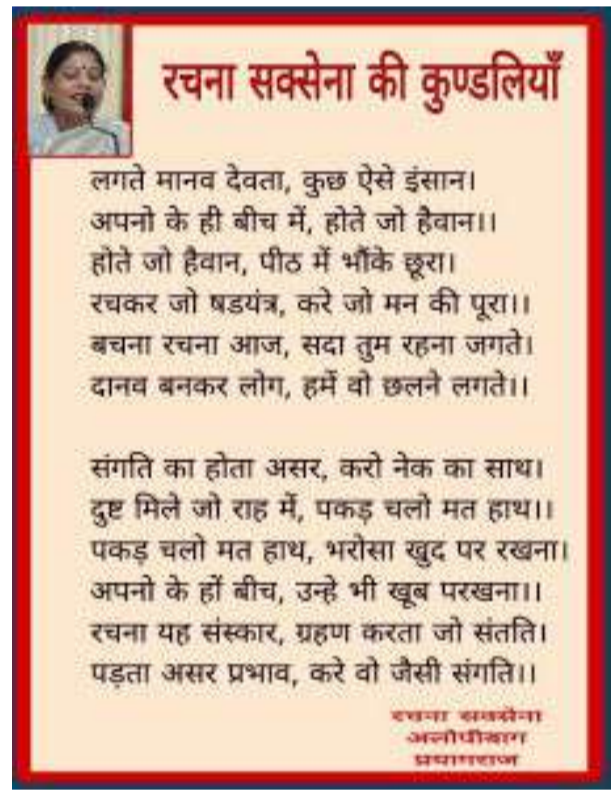 रचना सक्सेना की कुण्डलियाँ
लगते मानव देवता, कुछ ऐसे इंसान।
अपनो के ही बीच में, होते जो हैवान।।
होते जो हैवान, पीठ में भौंके छूरा।
रचकर जो षडयंत्र, करे जो मन की पूरा।।
बचना रचना आज, सदा तुम रहना जगते।
दानव बनकर लोग, हमें वो छलने लगते।।
संगति का होता असर, करो नेक का साथ।
दुष्ट मिले जो राह में, पकड़ चलो मत हाथ।।
पकड़ चलो मत हाथ, भरोसा खुद पर रखना।
अपनो के हों बीच, उन्हे भी खूब परखना।।
रचना यह संस्कार, ग्रहण करता जो संतति।
पड़ता असर प्रभाव, करे वो जैसी संगति।।
रचना सक्सेना
अलोपीबाग
प्रयागराज